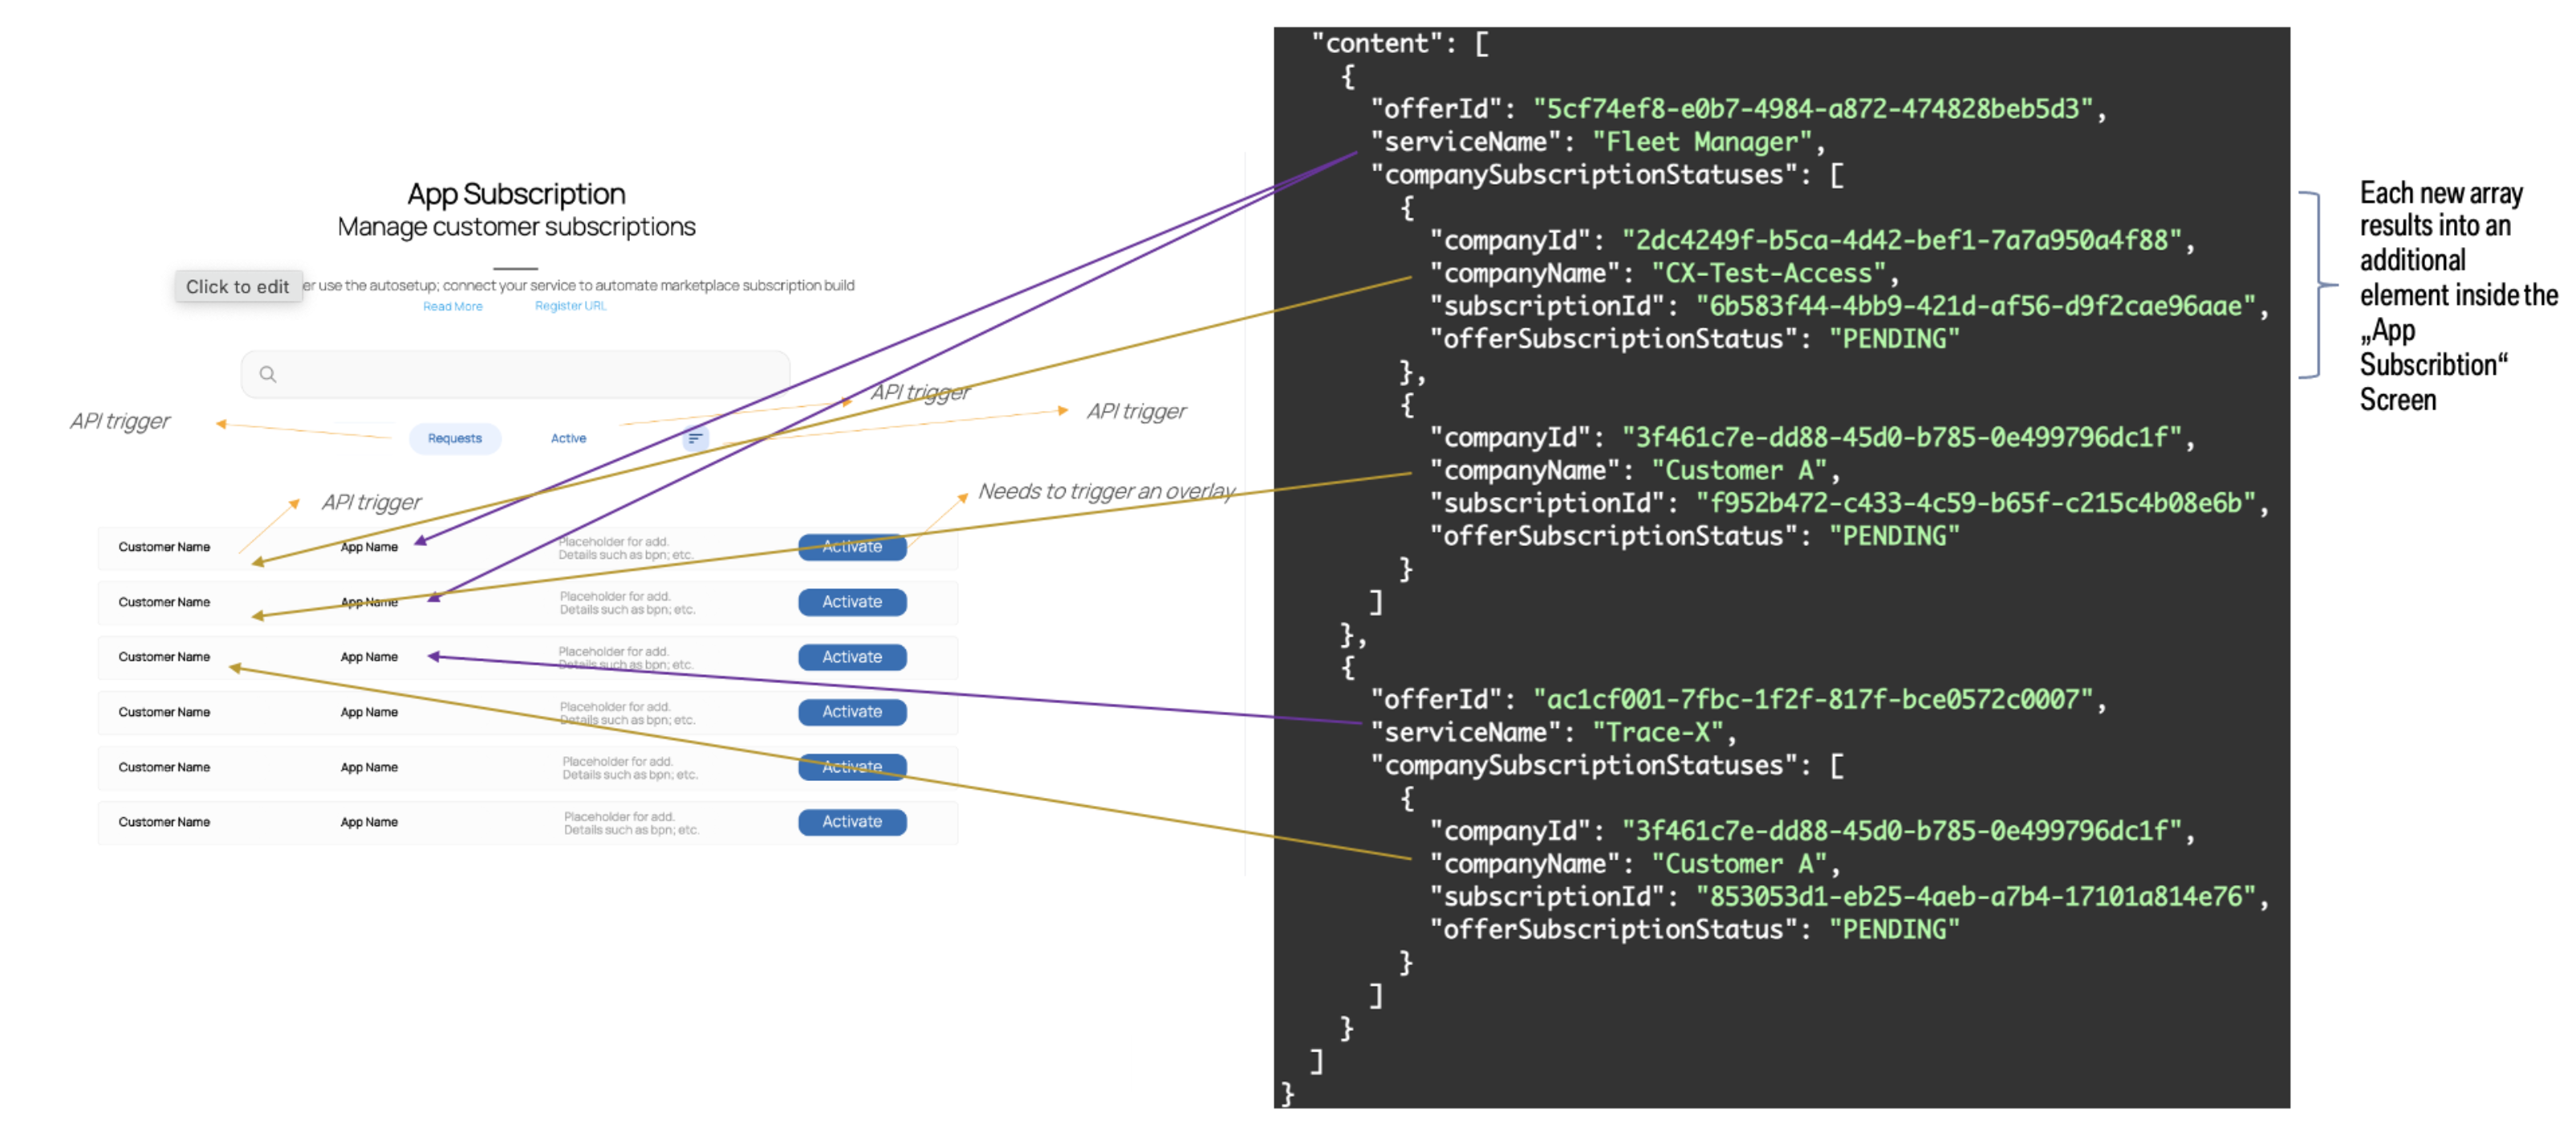 App Subscription
Manage customer subscriptions
Click to edit
er use the autosetup; connect your service to automate marketplace subscription build
Read More
Register URL
API trigger
API trigger
API trigger
Requests
Active
API trigger
Needs to trigger an overlay
Customer Name
App Name
Placeholder for add.
Details such as bpn; etc.
Activate
Customer Name
App Name
Placeholder for add.
Details such as bpn; etc.
Activate
Customer Name
App Name
Placeholder for add.
Details such as bpn; etc.
Activate
Customer Name
App Name
Placeholder for add.
Details such as bpn; etc.
Activate
Customer Name
App Name
Placeholder for add.
Details such as bpn; etc.
Activate
Customer Name
App Name
Placeholder for add.
Details such as bpn; etc.
Activate
"content": [
{
"offerId": "5cf74ef8-e0b7-4984-a872-474828beb5d3",
"serviceName": "Fleet Manager",
"companySubscriptionStatuses": [
{
"companyId": "2dc4249f-b5ca-4d42-bef1-7a7a950a4f88",
"companyName": "CX-Test-Access",
"subscriptionId": "6b583f44-4bb9-421d-af56-d9f2cae96aae",
"offerSubscriptionStatus": "PENDING"
},
{
"companyId": "3f461c7e-dd88-45d0-b785-0e499796dc1f",
"companyName": "Customer A",
"subscriptionId": "f952b472-c433-4c59-b65f-c215c4b08e6b",
"offerSubscriptionStatus": "PENDING"
}
]
},
{
"offerId": "ac1cf001-7fbc-1f2f-817f-bce0572c0007",
"serviceName": "Trace-X",
"companySubscriptionStatuses": [
{
"companyId": "3f461c7e-dd88-45d0-b785-0e499796dc1f",
"companyName": "Customer A",
"subscriptionId": "853053d1-eb25-4aeb-a7b4-17101a814e76",
"offerSubscriptionStatus": "PENDING"
}
]
}
]
}
Each new array
results into an
additional
element inside the
„App
Subscribtion“
Screen